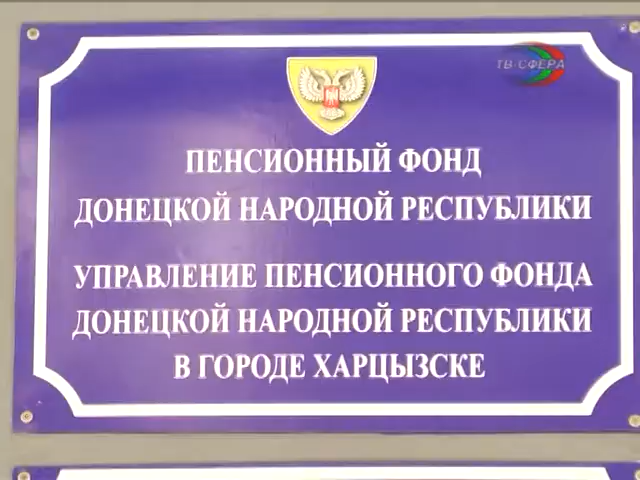 ТВ-СФЕРА
ПЕНСИОННЫЙ ФОНД
ДОНЕЦКОЙ НАРОДНОЙ РЕСПУБЛИКИ
УПРАВЛЕНИЕ ПЕНСИОННОГО ФОНДА
ДОНЕЦКОЙ НАРОДНОЙ РЕСПУБЛИКИ
В ГОРОДЕ ХАРЦЫЗСКЕ